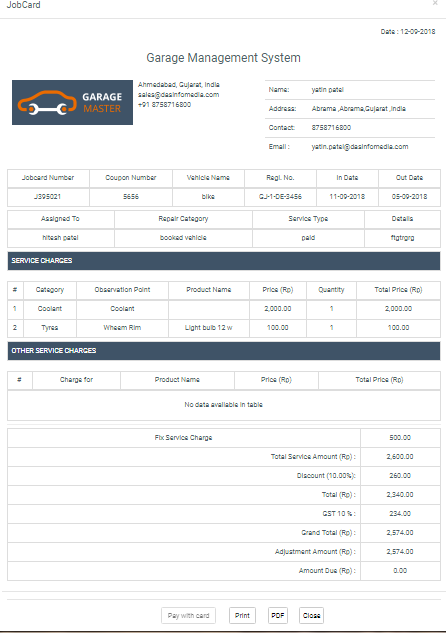 JobCard
×
Date : 12-09-2018
Garage Management System
GARAGE
MASTER
Ahmedabad, Gujarat, India
sales@dasinfomedia.com
+91 8758716800
Name: yatin patel
Address: Abrama ,Abrama,Gujarat ,India
Contact: 8758716800
Email : yatin.patel@dasinfomedia.com
Jobcard Number Coupon Number Vehicle Name Regi. No. In Date Out Date
J395021 5656 bike GJ-1-DE-3456 11-09-2018 05-09-2018
Assigned To Repair Category Service Type Details
hitesh patel booked vehicle paid ftgtrgrg
SERVICE CHARGES
# Category Observation Point Product Name Price (Rp) Quantity Total Price (Rp)
1 Coolant Coolant 2,000.00 1 2,000.00
2 Tyres Wheem Rim Light bulb 12 w 100.00 1 100.00
OTHER SERVICE CHARGES
# Charge for Product Name Price (Rp) Total Price (Rp)
No data available in table
Fix Service Charge 500.00
Total Service Amount (Rp) : 2,600.00
Discount (10.00%): 260.00
Total (Rp) : 2,340.00
GST 10 % : 234.00
Grand Total (Rp) : 2,574.00
Adjustment Amount (Rp) : 2,574.00
Amount Due (Rp) : 0.00
Pay with card Print PDF Close